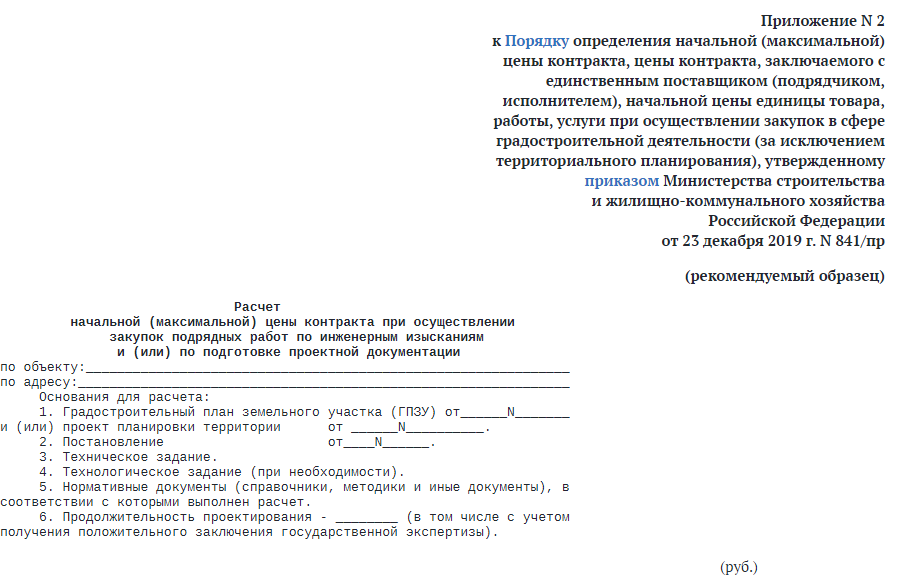 Приложение N 2
к Порядку определения начальной (максимальной)
цены контракта, цены контракта, заключаемого с
единственным поставщиком (подрядчиком,
исполнителем), начальной цены единицы товара,
работы, услуги при осуществлении закупок в сфере
градостроительной деятельности (за исключением
территориального планирования), утвержденному
приказом Министерства строительства
и жилищно-коммунального хозяйства
Российской Федерации
от 23 декабря 2019 г. N 841/пр
(рекомендуемый образец)
Расчет
начальной (максимальной) цены контракта при осуществлении
закупок подрядных работ по инженерным изысканиям
и (или) по подготовке проектной документации
по объекту:______________________________________________________________
по адресу:_______________________________________________________________
Основания для расчета:
1. Градостроительный план земельного участка (ГПЗУ) от______N_______
и (или) проект планировки территории от ______N__________.
2. Постановление от____N______.
3. Техническое задание.
4. Технологическое задание (при необходимости).
5. Нормативные документы (справочники, методики и иные документы), в
соответствии с которыми выполнен расчет.
6. Продолжительность проектирования - ________ (в том числе с учетом
получения положительного заключения государственной экспертизы).
(руб.)